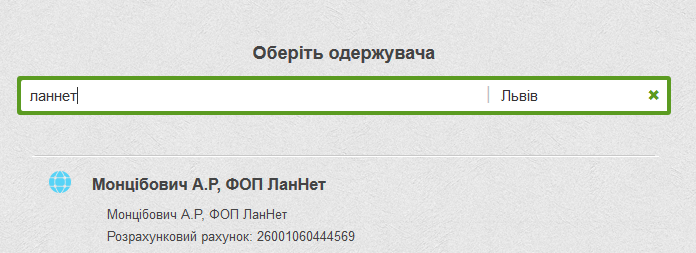 Оберіть одержувача
ланнет Львів
Монцібович А.Р, ФОП ЛанНет
Монцібович А.Р, ФОП ЛанНет
Розрахунковий рахунок: 26001060444569